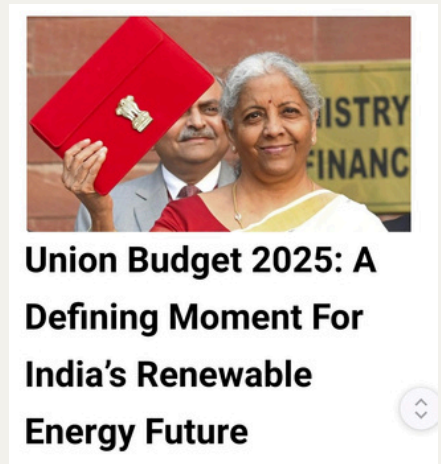 ISTRY
FINANC
Union Budget 2025: A
Defining Moment For
India's Renewable
Energy Future